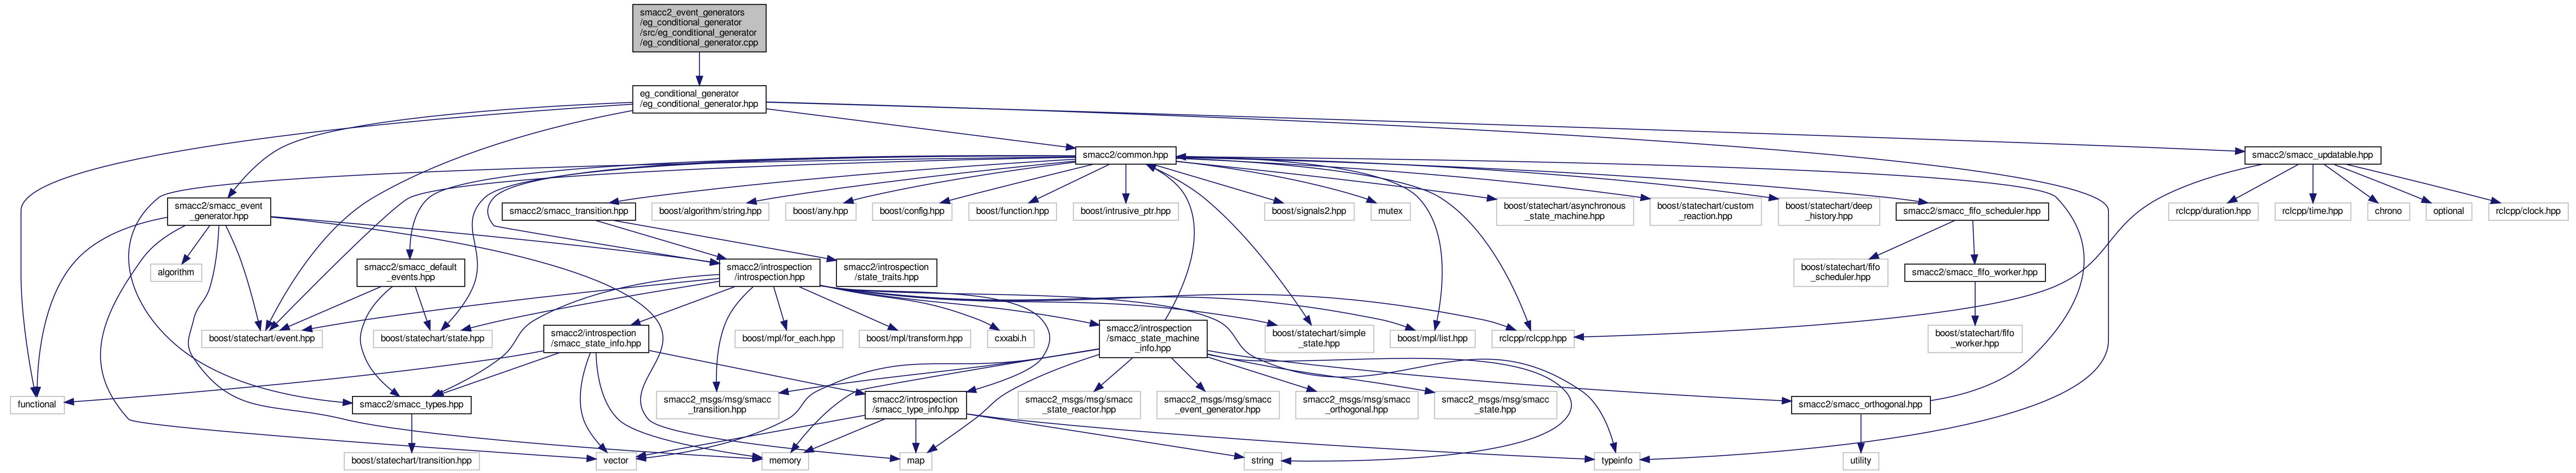 smacc2_event_generators
/eg_conditional_generator
/src/eg_conditional_generator
/eg_conditional_generator.cpp
eg_conditional_generator
/eg_conditional_generator.hpp
smacc2/common.hpp
smacc2/smacc_updatable.hpp
smacc2/smacc_event
_generator.hpp
smacc2/smacc_transition.hpp
boost/algorithm/string.hpp
boost/any.hpp
boost/config.hpp
boost/function.hpp
boost/intrusive_ptr.hpp
boost/signals2.hpp
mutex
boost/statechart/asynchronous
_state_machine.hpp
boost/statechart/custom
_reaction.hpp
boost/statechart/deep
_history.hpp
smacc2/smacc_fifo_scheduler.hpp
rclcpp/duration.hpp
rclcpp/time.hpp
chrono
optional
rclcpp/clock.hpp
algorithm
smacc2/smacc_default
_events.hpp
smacc2/introspection
/introspection.hpp
smacc2/introspection
/state_traits.hpp
boost/statechart/fifo
_scheduler.hpp
smacc2/smacc_fifo_worker.hpp
boost/statechart/event.hpp
boost/statechart/state.hpp
smacc2/introspection
/smacc_state_info.hpp
boost/mpl/for_each.hpp
boost/mpl/transform.hpp
cxxabi.h
smacc2/introspection
/smacc_state_machine
_info.hpp
boost/statechart/simple
_state.hpp
boost/mpl/list.hpp
rclcpp/rclcpp.hpp
boost/statechart/fifo
_worker.hpp
functional
smacc2/smacc_types.hpp
smacc2_msgs/msg/smacc
_transition.hpp
smacc2/introspection
/smacc_type_info.hpp
smacc2_msgs/msg/smacc
_state_reactor.hpp
smacc2_msgs/msg/smacc
_event_generator.hpp
smacc2_msgs/msg/smacc
_orthogonal.hpp
smacc2_msgs/msg/smacc
_state.hpp
smacc2/smacc_orthogonal.hpp
boost/statechart/transition.hpp
vector
memory
map
string
typeinfo
utility